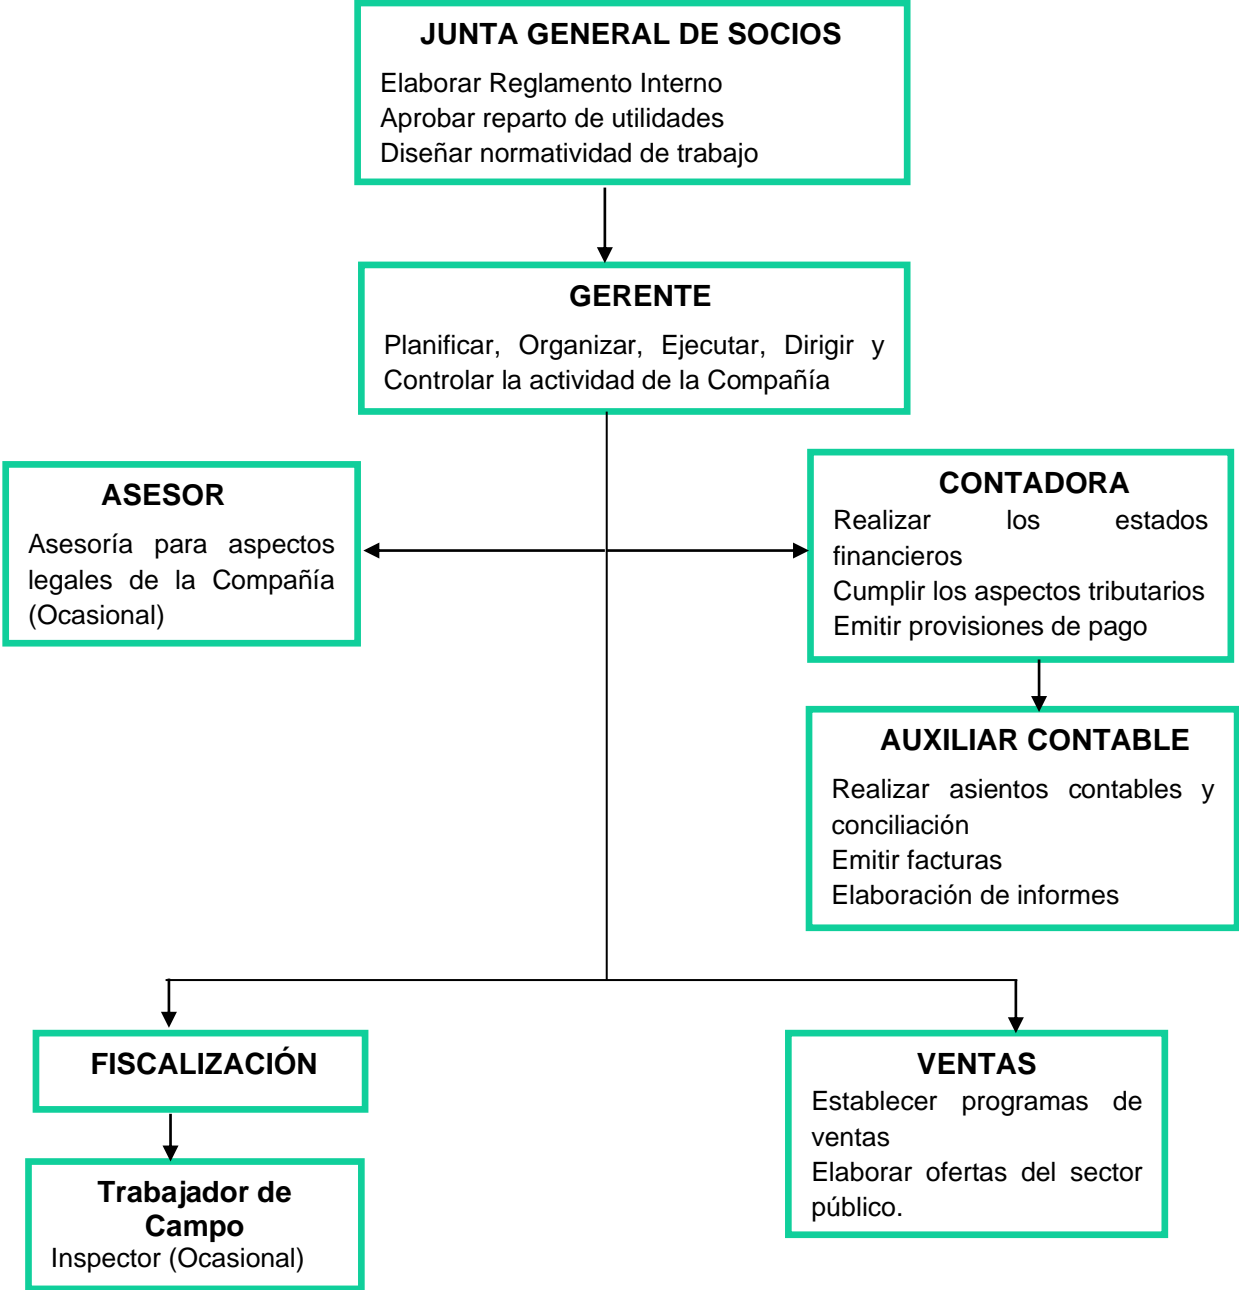 JUNTA GENERAL DE SOCIOS
Elaborar Reglamento Interno
Aprobar reparto de utilidades
Diseñar normatividad de trabajo
GERENTE
Planificar, Organizar, Ejecutar, Dirigir y
Controlar la actividad de la Compañía
ASESOR
Asesoría para aspectos
legales de la Compañía
(Ocasional)
CONTADORA
Realizar los estados
financieros
Cumplir los aspectos tributarios
Emitir provisiones de pago
AUXILIAR CONTABLE
Realizar asientos contables y
conciliación
Emitir facturas
Elaboración de informes
FISCALIZACIÓN
Trabajador de
Campo
Inspector (Ocasional)
VENTAS
Establecer programas de
ventas
Elaborar ofertas del sector
público.